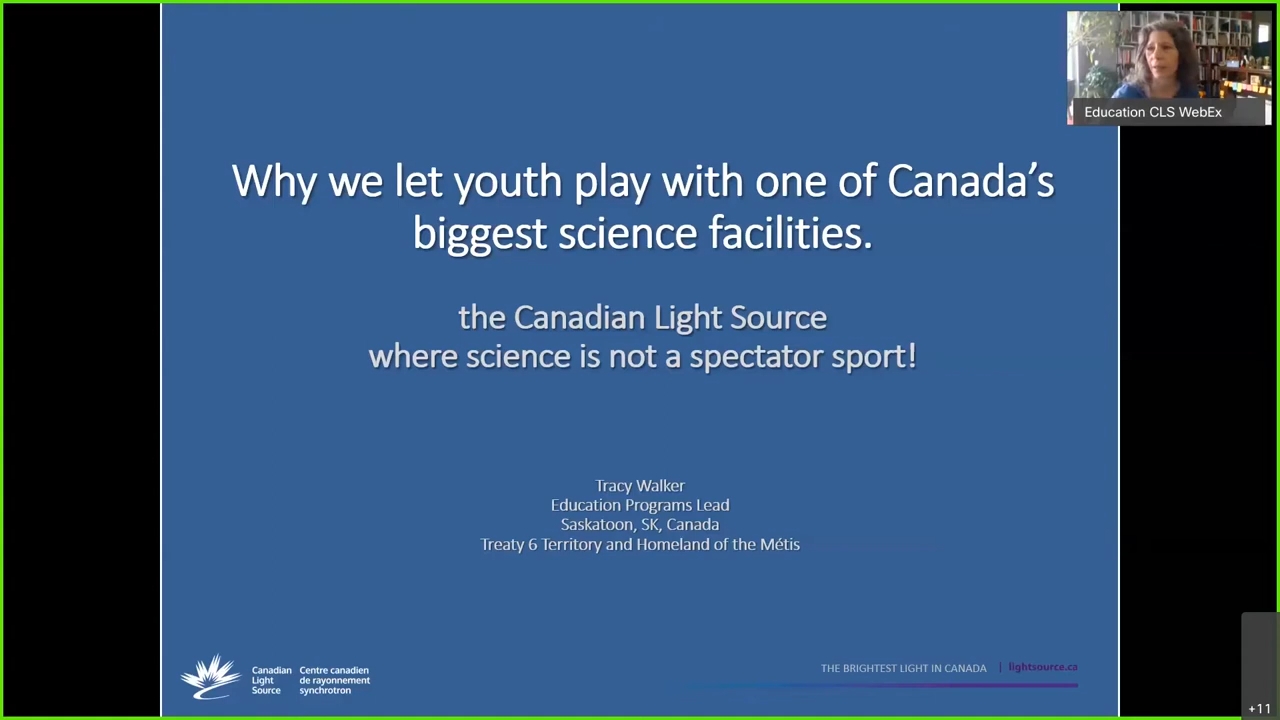 Education CLS WebEx
Why we let youth play with one of Canada's
biggest science facilities.
the Canadian Light Source
where science is not a spectator sport!
Tracy Walker
Education Programs Lead
Saskatoon, SK, Canada
Treaty 6 Territory and Homeland of the Métis
Canadian
Light
Source
Centre canadien
de rayonnement
synchrotron
THE BRIGHTEST LIGHT IN CANADA | lightsource.ca
+11